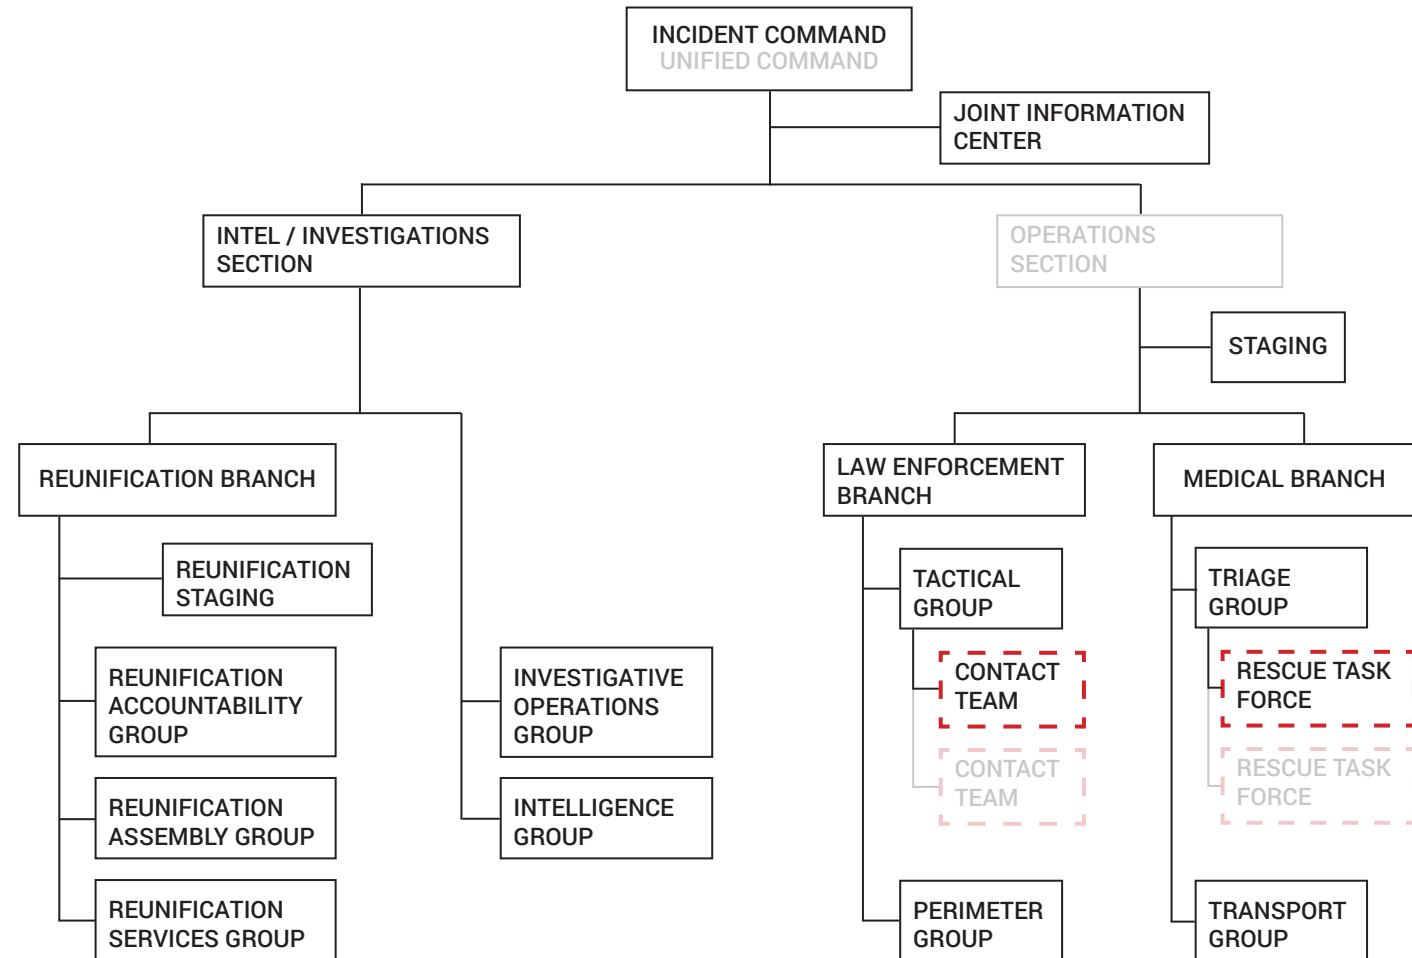 INCIDENT COMMAND
UNIFIED COMMAND
JOINT INFORMATION
CENTER
INTEL / INVESTIGATIONS
SECTION
OPERATIONS
SECTION
STAGING
REUNIFICATION BRANCH
LAW ENFORCEMENT
BRANCH
MEDICAL BRANCH
REUNIFICATION
STAGING
REUNIFICATION
ACCOUNTABILITY
GROUP
REUNIFICATION
ASSEMBLY GROUP
REUNIFICATION
SERVICES GROUP
INVESTIGATIVE
OPERATIONS
GROUP
INTELLIGENCE
GROUP
TACTICAL
GROUP
CONTACT
TEAM
CONTACT
TEAM
PERIMETER
GROUP
TRIAGE
GROUP
RESCUE TASK
FORCE
RESCUE TASK
FORCE
TRANSPORT
GROUP